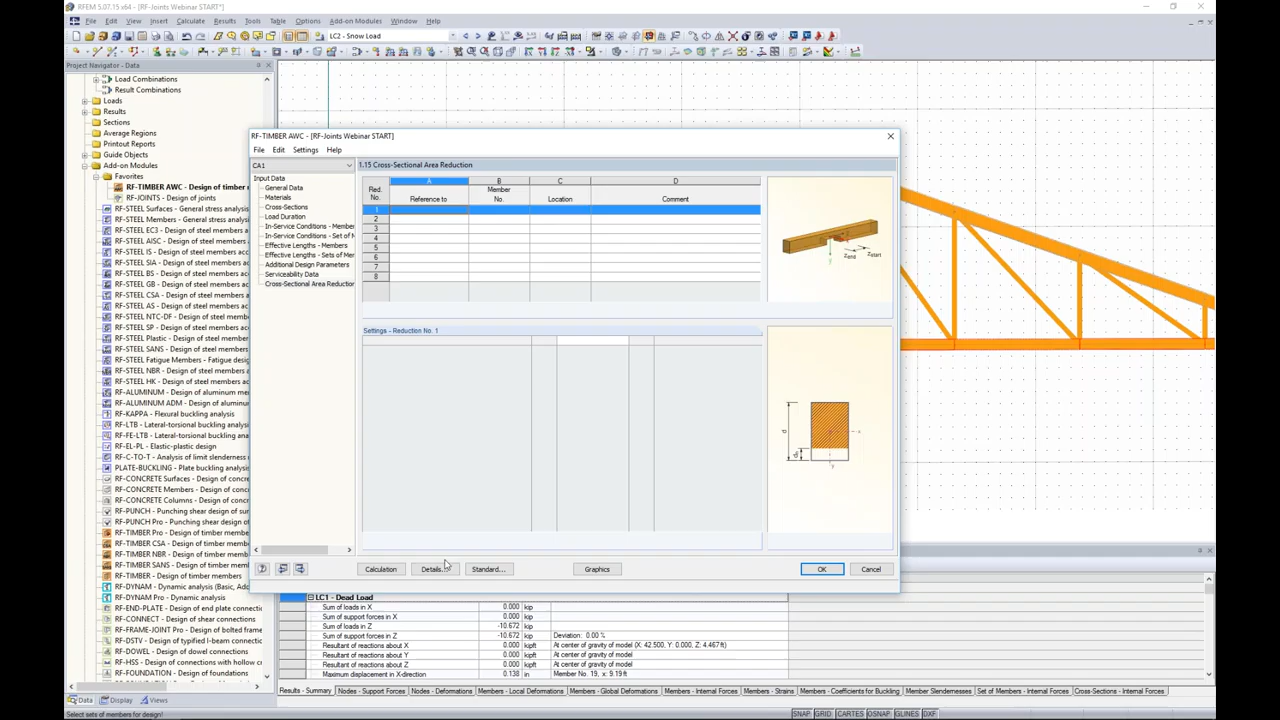 RFEM 5.07.15 x64 - [RF-Joints Webinar START*]
File Edit View Insert Calculate Results Tools Table Options Add-on Modules Window Help
LC2 - Snow Load
Project Navigator - Data
Load Combinations
Result Combinations
Loads
Results
Sections
Average Regions
Printout Reports
Guide Objects
Add-on Modules
Favorites
RF-TIMBER AWC - Design of timber
RF-JOINTS - Design of joints
RF-STEEL Surfaces - General stress analysis
RF-STEEL Members - General stress analysis
RF-STEEL EC3 - Design of steel members
RF-STEEL AISC - Design of steel members
RF-STEEL IS - Design of steel members acc
RF-STEEL SIA - Design of steel members
RF-STEEL BS - Design of steel members
RF-STEEL GB - Design of steel members
RF-STEEL CSA - Design of steel members
RF-STEEL AS - Design of steel members
RF-STEEL NTC-DF - Design of steel members
RF-STEEL SP - Design of steel members
RF-STEEL Plastic - Design of steel members
RF-STEEL SANS - Design of steel members
RF-STEEL Fatigue Members - Fatigue design
RF-STEEL NBR - Design of steel members
RF-STEEL HK - Design of steel members acc
RF-ALUMINUM - Design of aluminum members
RF-ALUMINUM ADM - Design of aluminum
RF-KAPPA - Flexural buckling analysis
RF-LTB - Lateral-torsional buckling analysis
RF-FE-LTB - Lateral-torsional buckling analysis
RF-EL-PL - Elastic-plastic design
RF-C-TO-T - Analysis of limit slenderness
PLATE-BUCKLING - Plate buckling analysis
RF-CONCRETE Surfaces - Design of concrete
RF-CONCRETE Members - Design of concrete
RF-CONCRETE Columns - Design of concrete
RF-PUNCH - Punching shear design of
RF-PUNCH Pro - Punching shear design of
RF-TIMBER Pro - Design of timber members
RF-TIMBER CSA - Design of timber members
RF-TIMBER NBR - Design of timber members
RF-TIMBER SANS - Design of timber members
RF-TIMBER - Design of timber members
RF-DYNAM - Dynamic analysis (Basic, Add
RF-DYNAM Pro - Dynamic analysis
RF-END-PLATE - Design of end plate connections
RF-CONNECT - Design of shear connections
RF-FRAME-JOINT Pro - Design of bolted frame
RF-DSTV - Design of typified I-beam connections
RF-DOWEL - Design of dowel connections
RF-HSS - Design of connections with hollow
RF-FOUNDATION - Design of foundations
Data Display Views
Select sets of members for design!
RF-TIMBER AWC - [RF-Joints Webinar START]
File Edit Settings Help
CA1
Input Data
General Data
Materials
Cross-Sections
Load Duration
In-Service Conditions - Member
In-Service Conditions - Set of M
Effective Lengths - Members
Effective Lengths - Sets of Mem
Additional Design Parameters
Serviceability Data
Cross-Sectional Area Reduction
1.15 Cross-Sectional Area Reduction
A B C D
Red. No. Reference to Member No. Location Comment
1
2
3
4
5
6
7
8
zend zstart
Settings - Reduction No. 1
d
Calculation Details... Standard... Graphics OK Cancel
LC1 - Dead Load
Sum of loads in X 0.000 kip
Sum of support forces in X 0.000 kip
Sum of loads in Z -10.672 kip
Sum of support forces in Z -10.672 kip Deviation: 0.00 %
Resultant of reactions about X 0.000 kipft At center of gravity of model (X: 42.500, Y: 0.000, Z: 4.467 ft)
Resultant of reactions about Y 0.000 kipft At center of gravity of model
Resultant of reactions about Z 0.000 kipft At center of gravity of model
Maximum displacement in X-direction 0.138 in Member No. 19, x: 9.19 ft
Results - Summary Nodes - Support Forces Nodes - Deformations Members - Local Deformations Members - Global Deformations Members - Internal Forces Members - Strains Members - Coefficients for Buckling Member Slendernesses Set of Members - Internal Forces Cross-Sections - Internal Forces
SNAP GRID CARTES OSNAP GLINES DXF